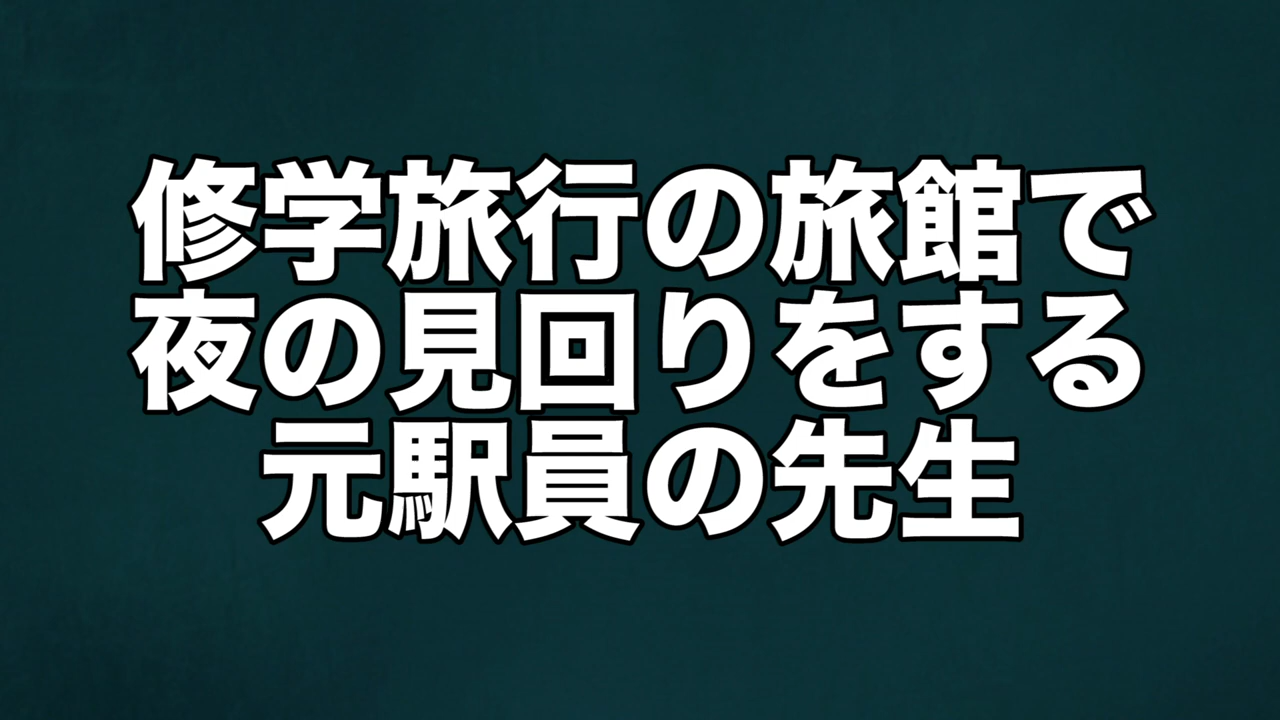 修学旅行の旅館で
夜の見回りをする
元駅員の先生